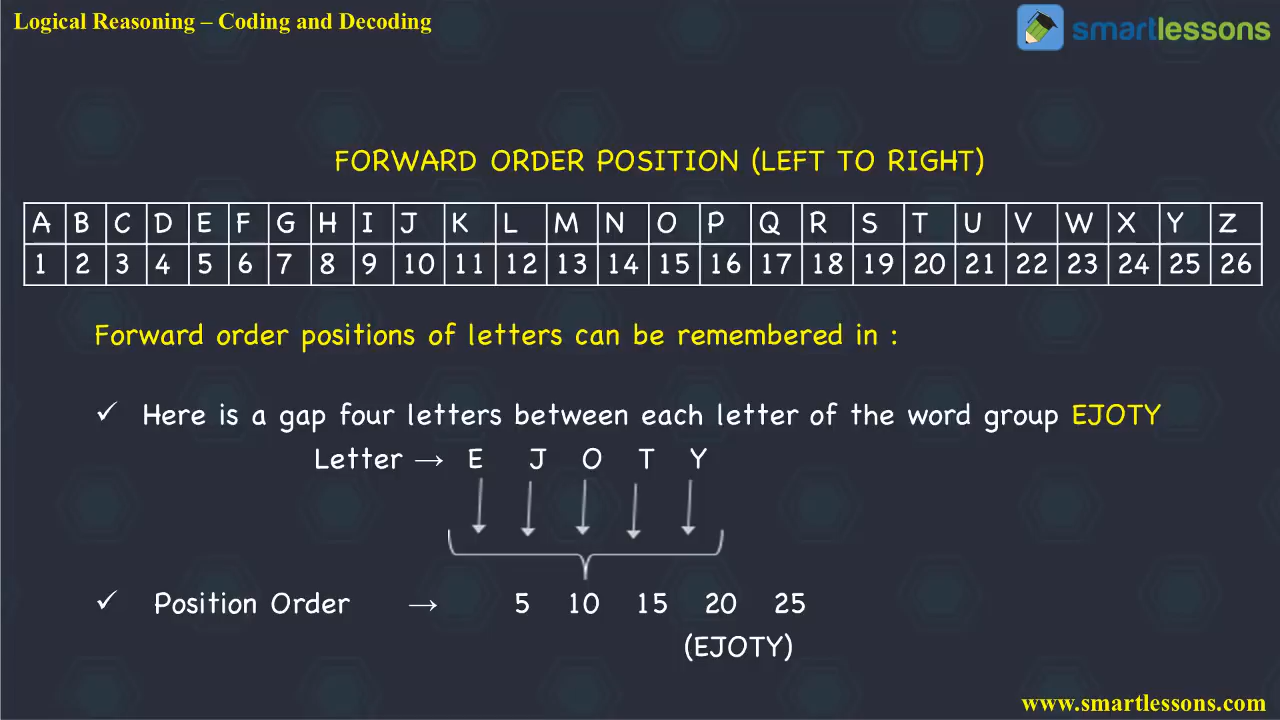 Logical Reasoning – Coding and Decoding
smartlessons
FORWARD ORDER POSITION (LEFT TO RIGHT)
A B C D E F G H I J K L M N O P Q R S T U V W X Y Z
1 2 3 4 5 6 7 8 9 10 11 12 13 14 15 16 17 18 19 20 21 22 23 24 25 26
Forward order positions of letters can be remembered in :
✓ Here is a gap four letters between each letter of the word group EJOTY
Letter → E J O T Y
✓ Position Order → 5 10 15 20 25
(EJOTY)
www.smartlessons.com